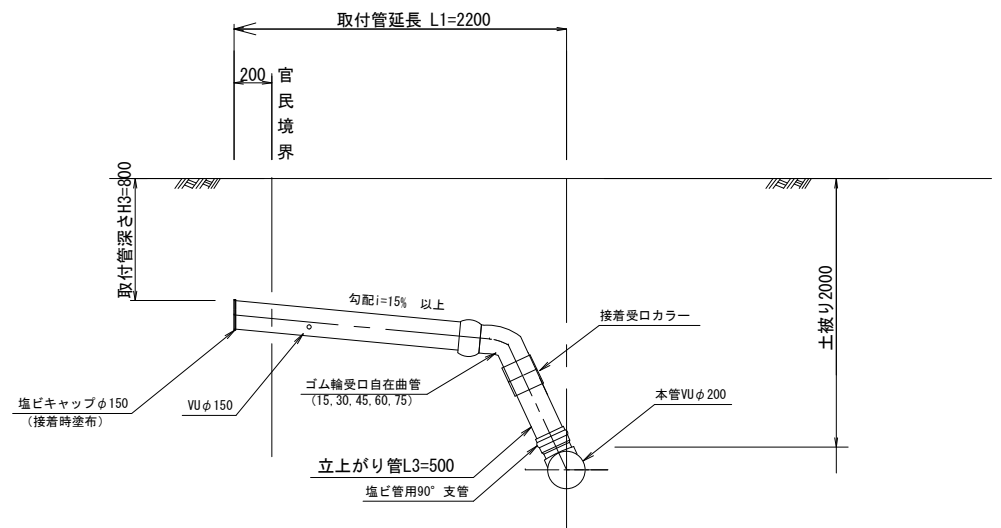 取付管延長 L1=2200
200
官民境界
取付管深さH3=800
土被り2000
勾配i=15% 以上
接着受口カラー
ゴム輪受口自在曲管
(15,30,45,60,75)
本管VUφ200
塩ビキャップφ150
(接着時塗布)
VUφ150
立上がり管L3=500
塩ビ管用90° 支管